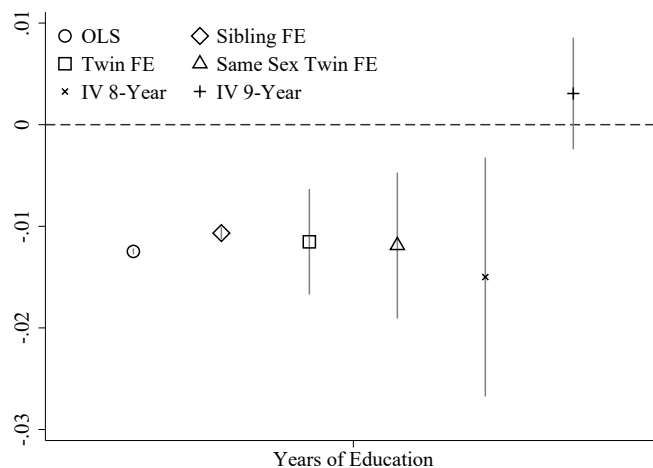 .01
OLS Sibling FE
Twin FE Same Sex Twin FE
IV 8-Year IV 9-Year
0
-.01
-.02
-.03
Years of Education